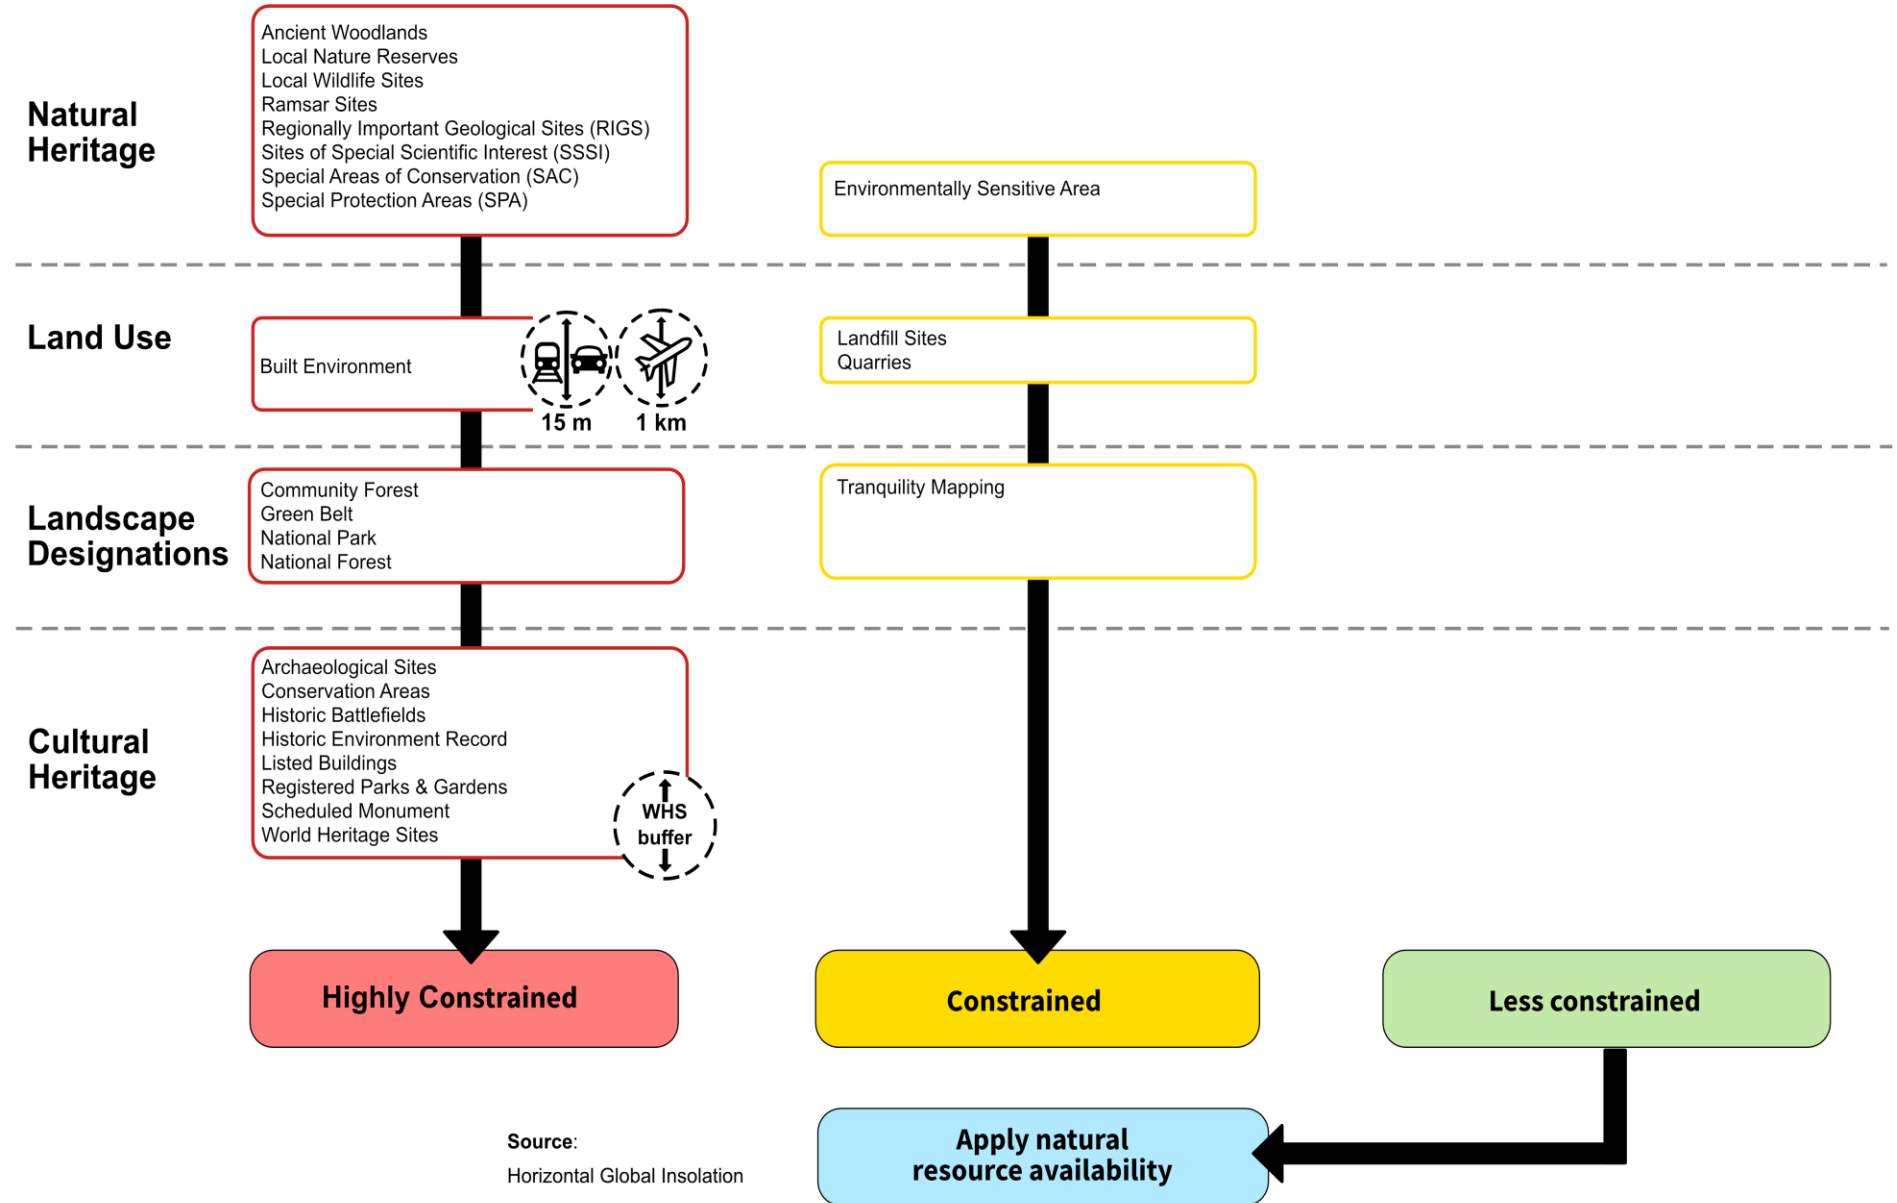 Natural
Heritage
Ancient Woodlands
Local Nature Reserves
Local Wildlife Sites
Ramsar Sites
Regionally Important Geological Sites (RIGS)
Sites of Special Scientific Interest (SSSI)
Special Areas of Conservation (SAC)
Special Protection Areas (SPA)
Environmentally Sensitive Area
Land Use
Built Environment
15 m
1 km
Landfill Sites
Quarries
Landscape
Designations
Community Forest
Green Belt
National Park
National Forest
Tranquility Mapping
Cultural
Heritage
Archaeological Sites
Conservation Areas
Historic Battlefields
Historic Environment Record
Listed Buildings
Registered Parks & Gardens
Scheduled Monument
World Heritage Sites
WHS
buffer
Highly Constrained
Constrained
Less constrained
Source:
Horizontal Global Insolation
Apply natural
resource availability